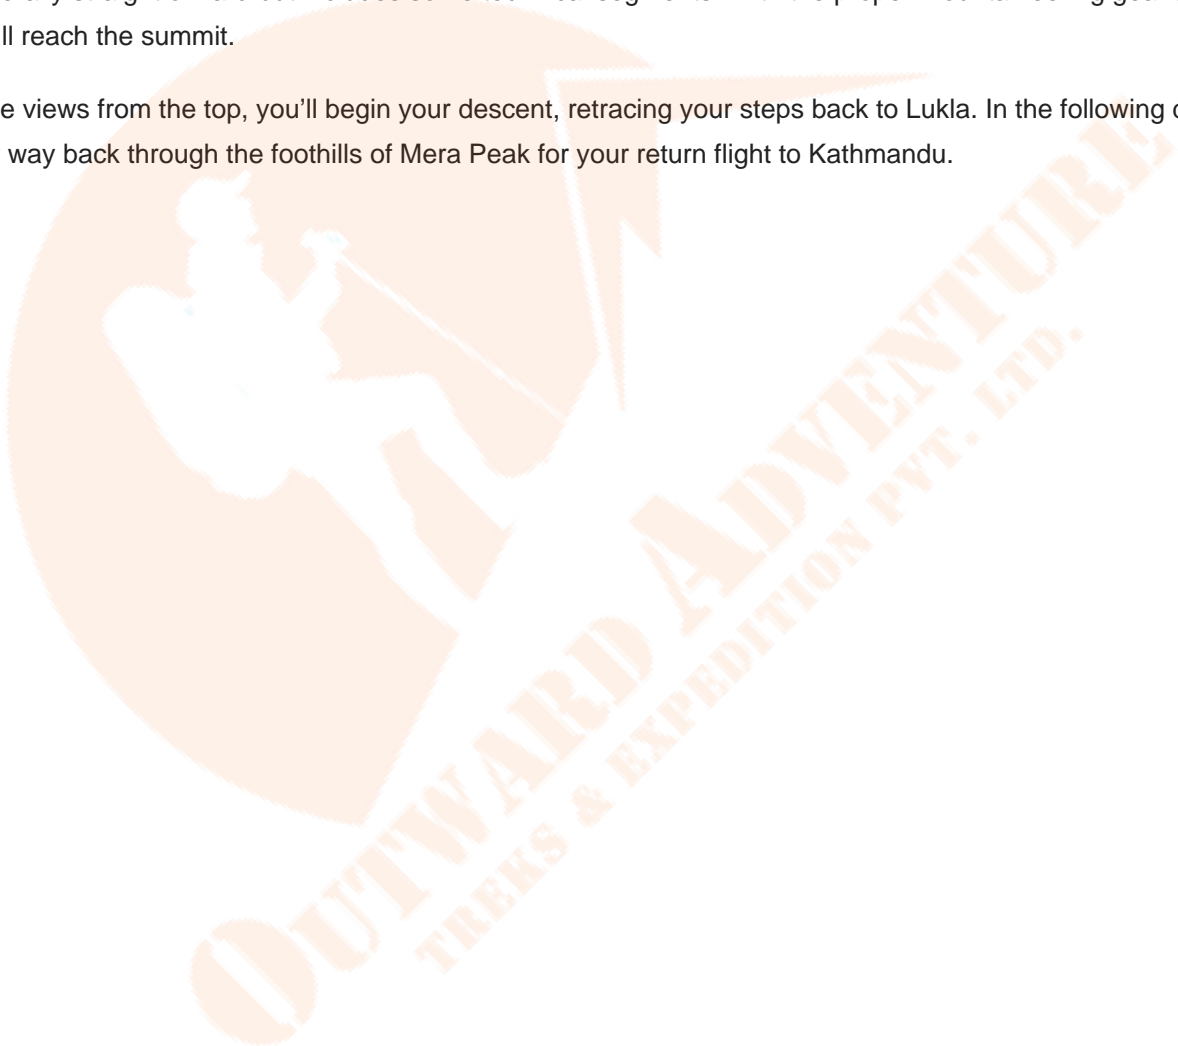 ll reach the summit.
e views from the top, you'll begin your descent, retracing your steps back to Lukla. In the following
way back through the foothills of Mera Peak for your return flight to Kathmandu.
OUTWARD ADVENTURE
TREKS & EXPEDITION PVT. LTD.